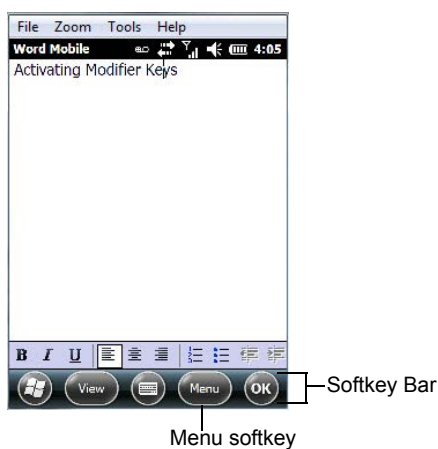 File Zoom Tools Help
Word Mobile 4:05
Activating Modifier Keys
B I U
View Menu OK
Softkey Bar
Menu softkey